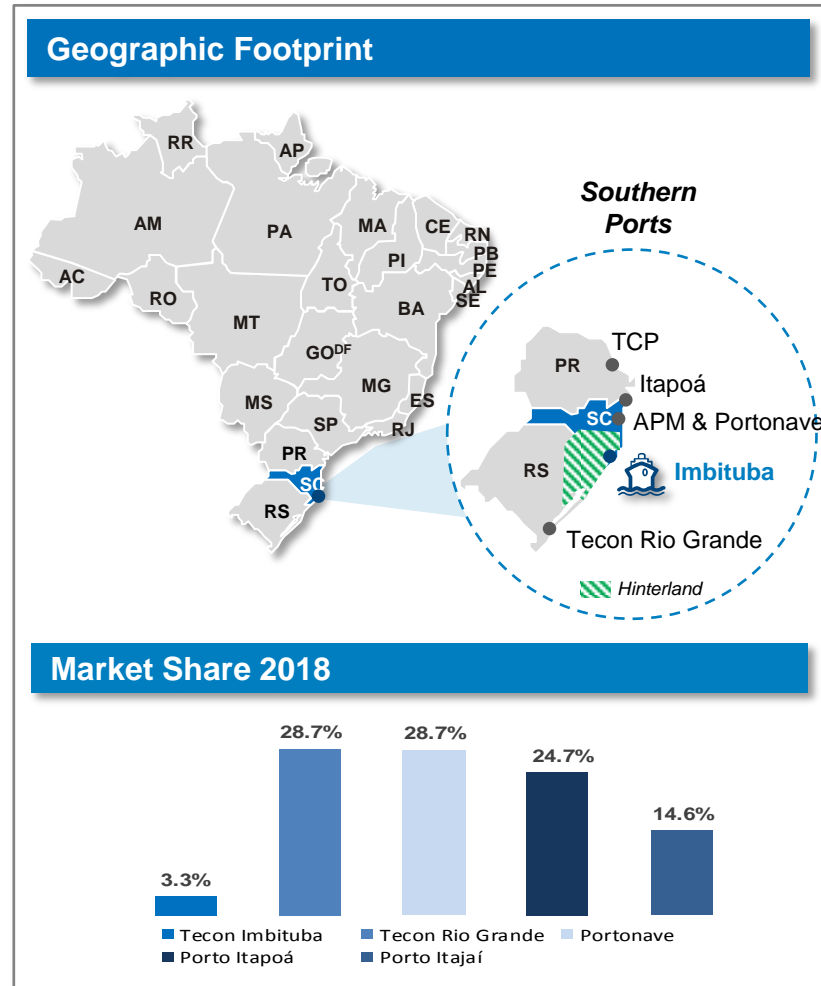 Geographic Footprint
RR
AP
AM
PA
MA
CE
RN
PB
PE
AL
SE
PI
AC
RO
TO
BA
MT
GO DF
MG
MS
ES
SP
RJ
PR
SC
RS
Southern
Ports
TCP
PR
Itapoá
SC
APM & Portonave
RS
Imbituba
Tecon Rio Grande
Hinterland
Market Share 2018
28.7%
28.7%
24.7%
14.6%
3.3%
Tecon Imbituba
Tecon Rio Grande
Portonave
Porto Itapoá
Porto Itajaí